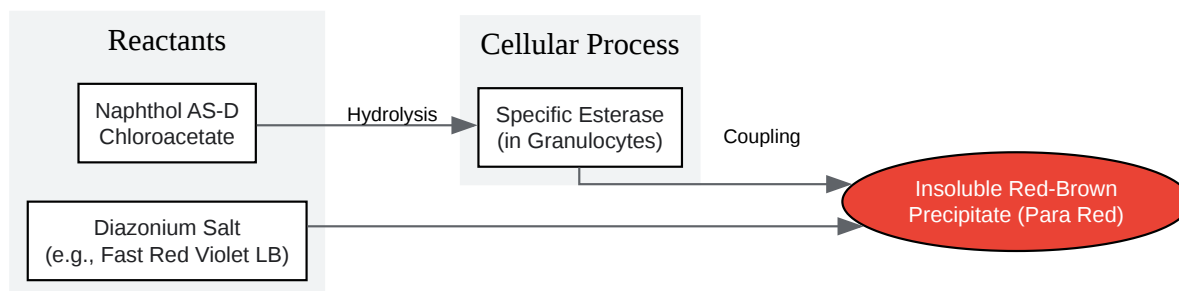 Reactants
Cellular Process
Naphthol AS-D
Chloroacetate
Hydrolysis
Specific Esterase
(in Granulocytes)
Coupling
Diazonium Salt
(e.g., Fast Red Violet LB)
Insoluble Red-Brown
Precipitate (Para Red)